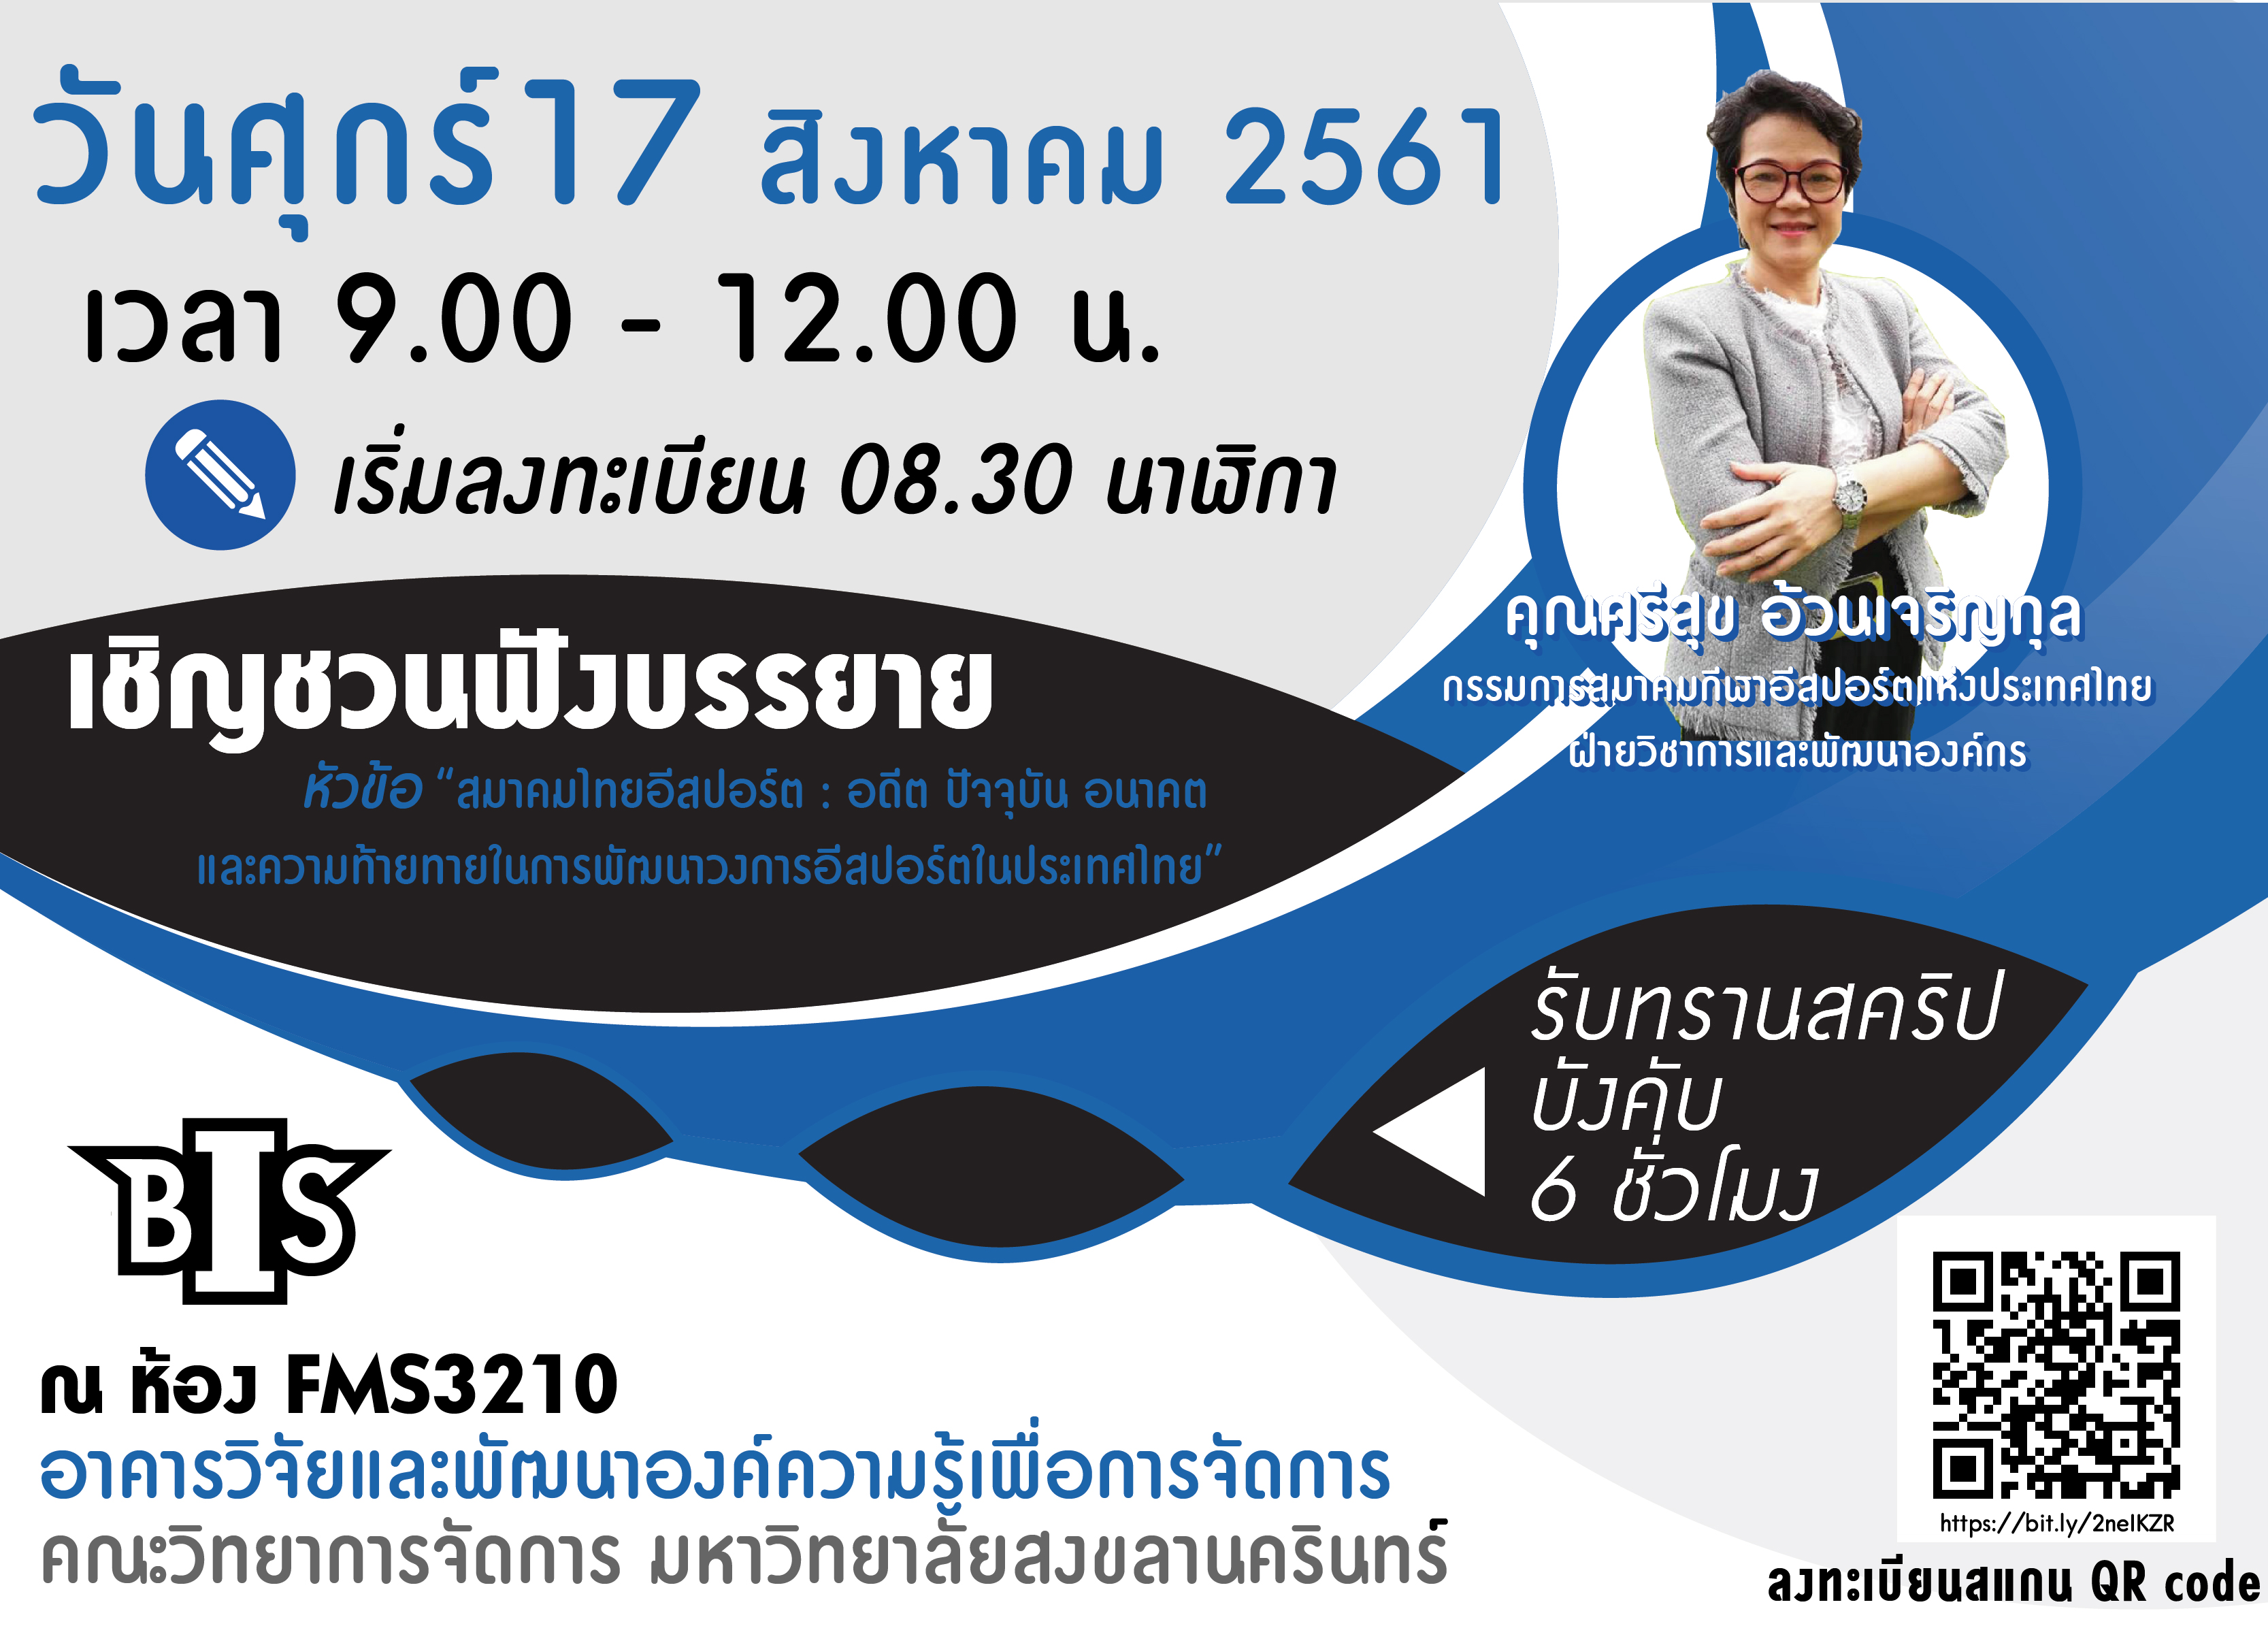 วันศุกร์ 17 สิงหาคม 2561
เวลา 9.00 - 12.00 น.
เริ่มลงทะเบียน 08.30 นาฬิกา
เชิญชวนฟังบรรยาย
หัวข้อ “สมาคมไทยอีสปอร์ต : อดีต ปัจจุบัน อนาคต
และความท้ายทายในการพัฒนาวงการอีสปอร์ตในประเทศไทย”
คุณศรีสุข อ้วนเจริญกุล
กรรมการสมาคมกีฬาอีสปอร์ตแห่งประเทศไทย
ฝ่ายวิชาการและพัฒนาองค์กร
รับทรานสคริป
บังคับ
6 ชั่วโมง
BIS
ณ ห้อง FMS3210
อาคารวิจัยและพัฒนาองค์ความรู้เพื่อการจัดการ
คณะวิทยาการจัดการ มหาวิทยาลัยสงขลานครินทร์
https://bit.ly/2neIKZR
ลงทะเบียนสแกน QR code